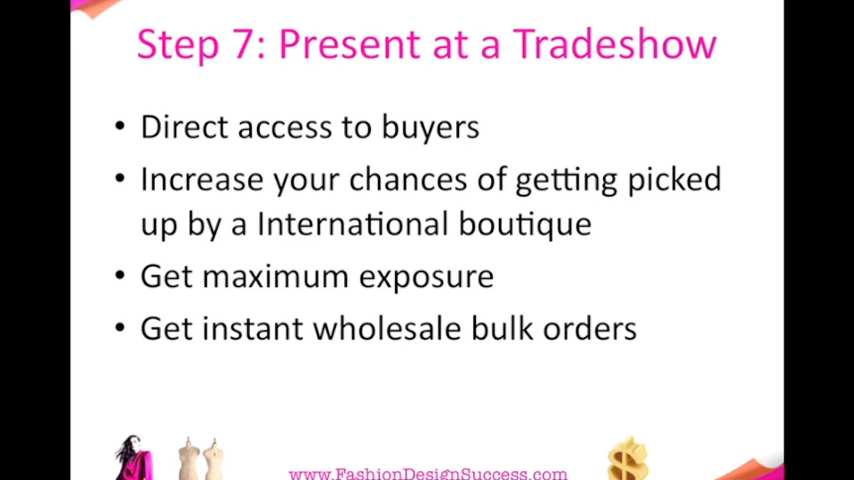 Step 7: Present at a Tradeshow
• Direct access to buyers
• Increase your chances of getting picked
up by a International boutique
• Get maximum exposure
• Get instant wholesale bulk orders
www.FashionDesignSuccess.com